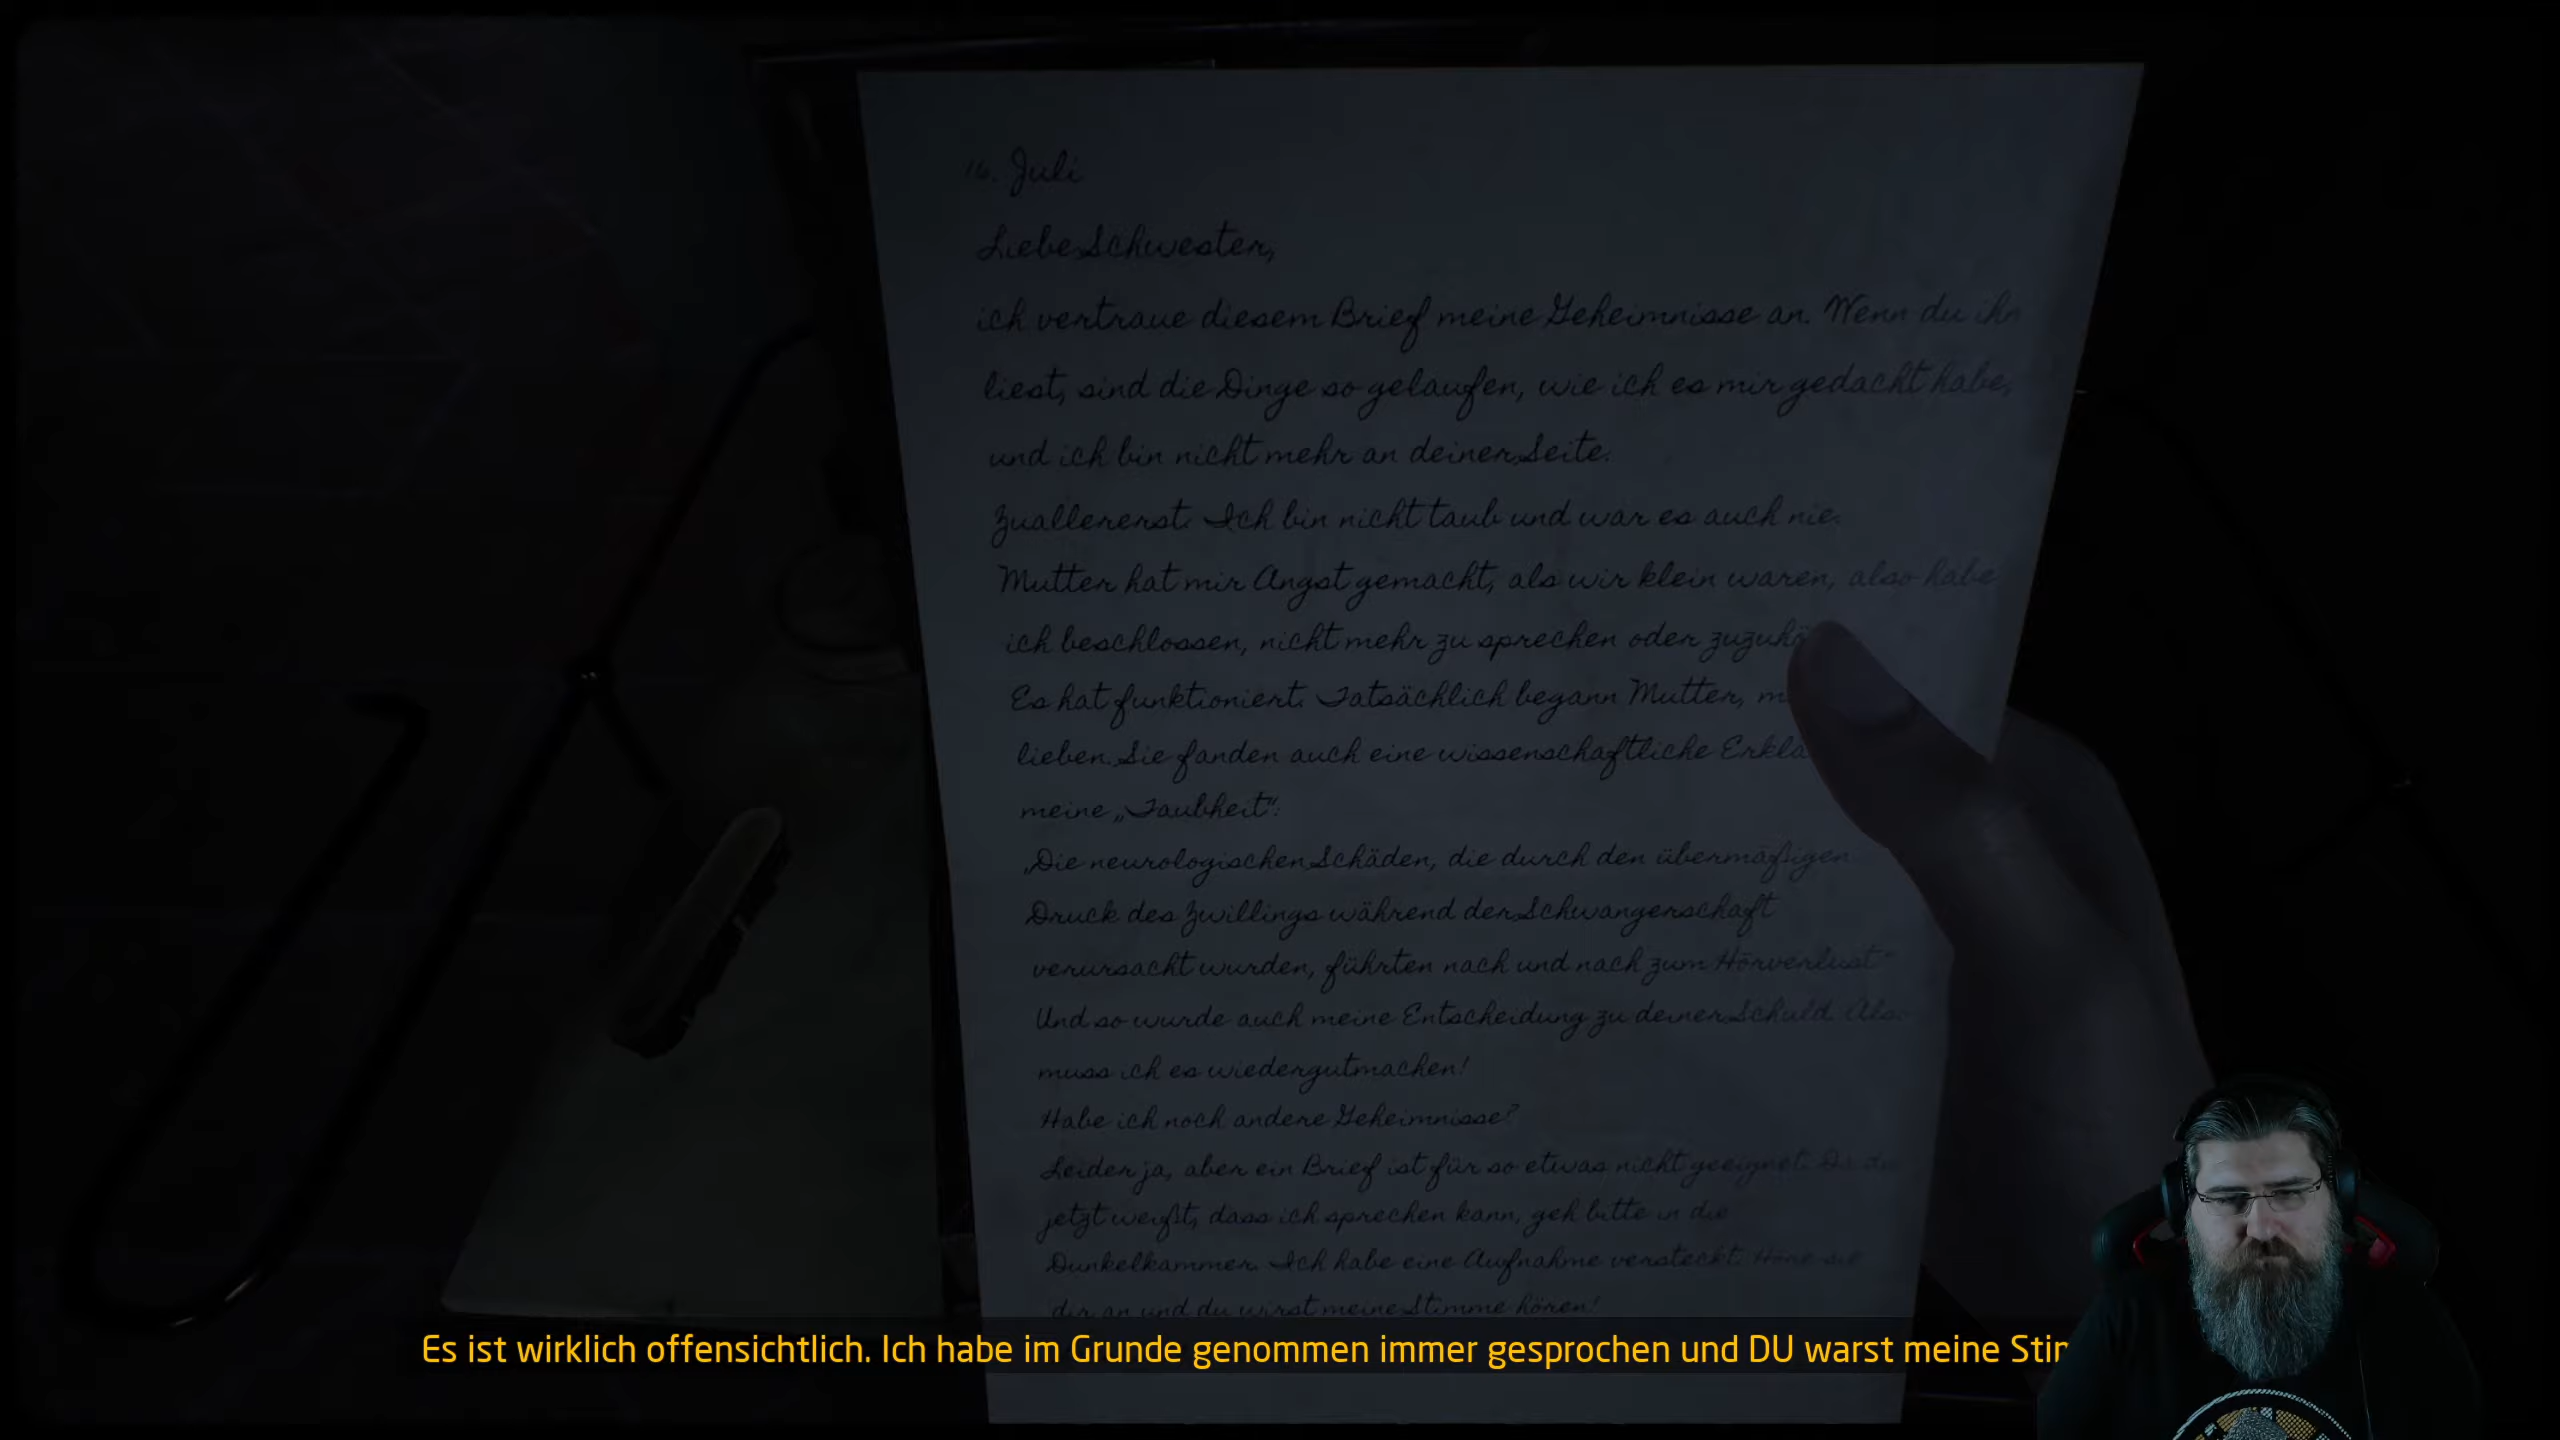 16. Juli
Liebe Schwester,
ich vertraue diesem Brief meine Geheimnisse an. Wenn du ihn
liest, sind die Dinge so gelaufen, wie ich es mir gedacht habe,
und ich bin nicht mehr an deiner Seite.
Zuallererst: Ich bin nicht taub und war es auch nie.
Mutter hat mir Angst gemacht, als wir klein waren, also habe
ich beschlossen, nicht mehr zu sprechen oder
Es hat funktioniert. Tatsächlich begann Mutter,
lieben. Sie fanden auch eine wissenschaftliche
meine „Taubheit“:
„Die neurologischen Schäden, die durch den übermäßigen
Druck des Zwillings während der Schwangerschaft
verursacht wurden, führten nach und nach zum Hörverlust“
Und so wurde auch meine Entscheidung zu deiner Schuld. Also
muss ich es wiedergutmachen!
Habe ich noch andere Geheimnisse?
Leider ja, aber ein Brief ist für so etwas nicht geeignet. Da du
jetzt weißt, dass ich sprechen kann, geh bitte in die
Dunkelkammer. Ich habe eine Aufnahme versteckt. Höre sie
dir an und du wirst meine Stimme hören!
Es ist wirklich offensichtlich. Ich habe im Grunde genommen immer gesprochen und DU warst meine